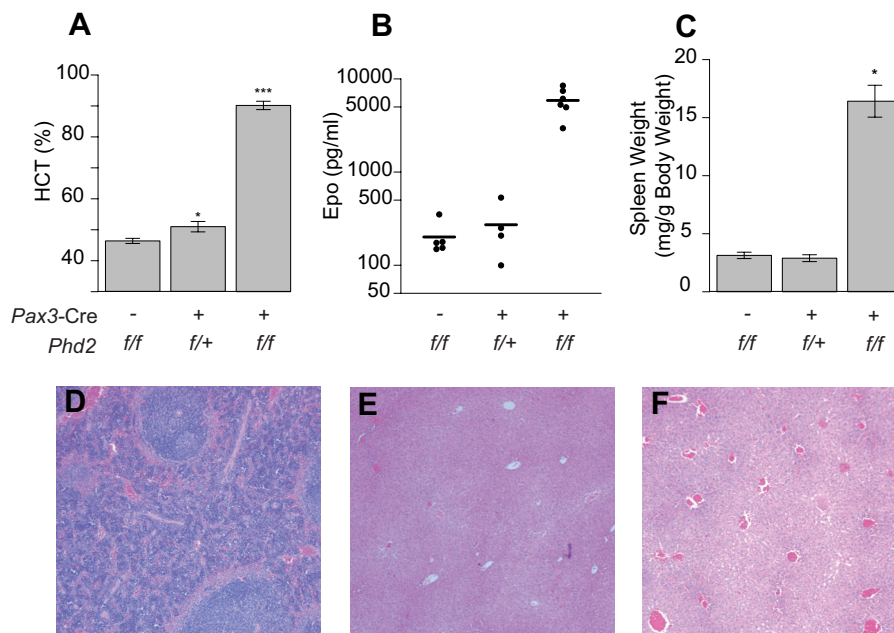 A
HCT (%)
100
80
60
40
*
***
B
Epo (pg/ml)
10000
5000
1000
500
100
50
C
Spleen Weight
(mg/g Body Weight)
20
15
10
5
0
*
Pax3-Cre - + + - + + - + +
Phd2 f/f f/+ f/f f/f f/+ f/f f/f f/+ f/f
D
E
F